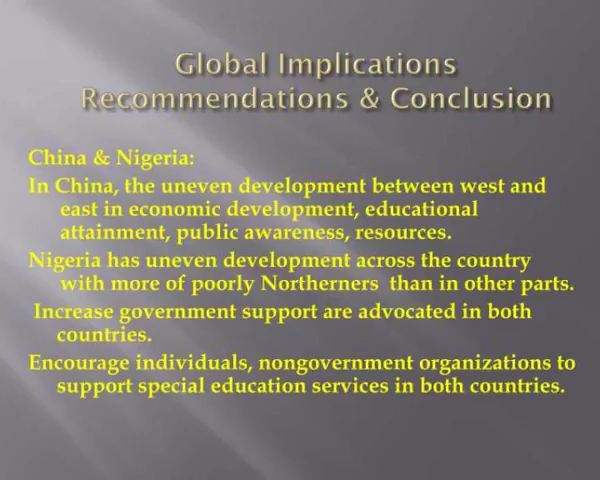 Global Implications
Recommendations & Conclusion
China & Nigeria:
In China, the uneven development between west and
east in economic development, educational
attainment, public awareness, resources.
Nigeria has uneven development across the country
with more of poorly Northerners than in other parts.
Increase government support are advocated in both
countries.
Encourage individuals, nongovernment organizations to
support special education services in both countries.